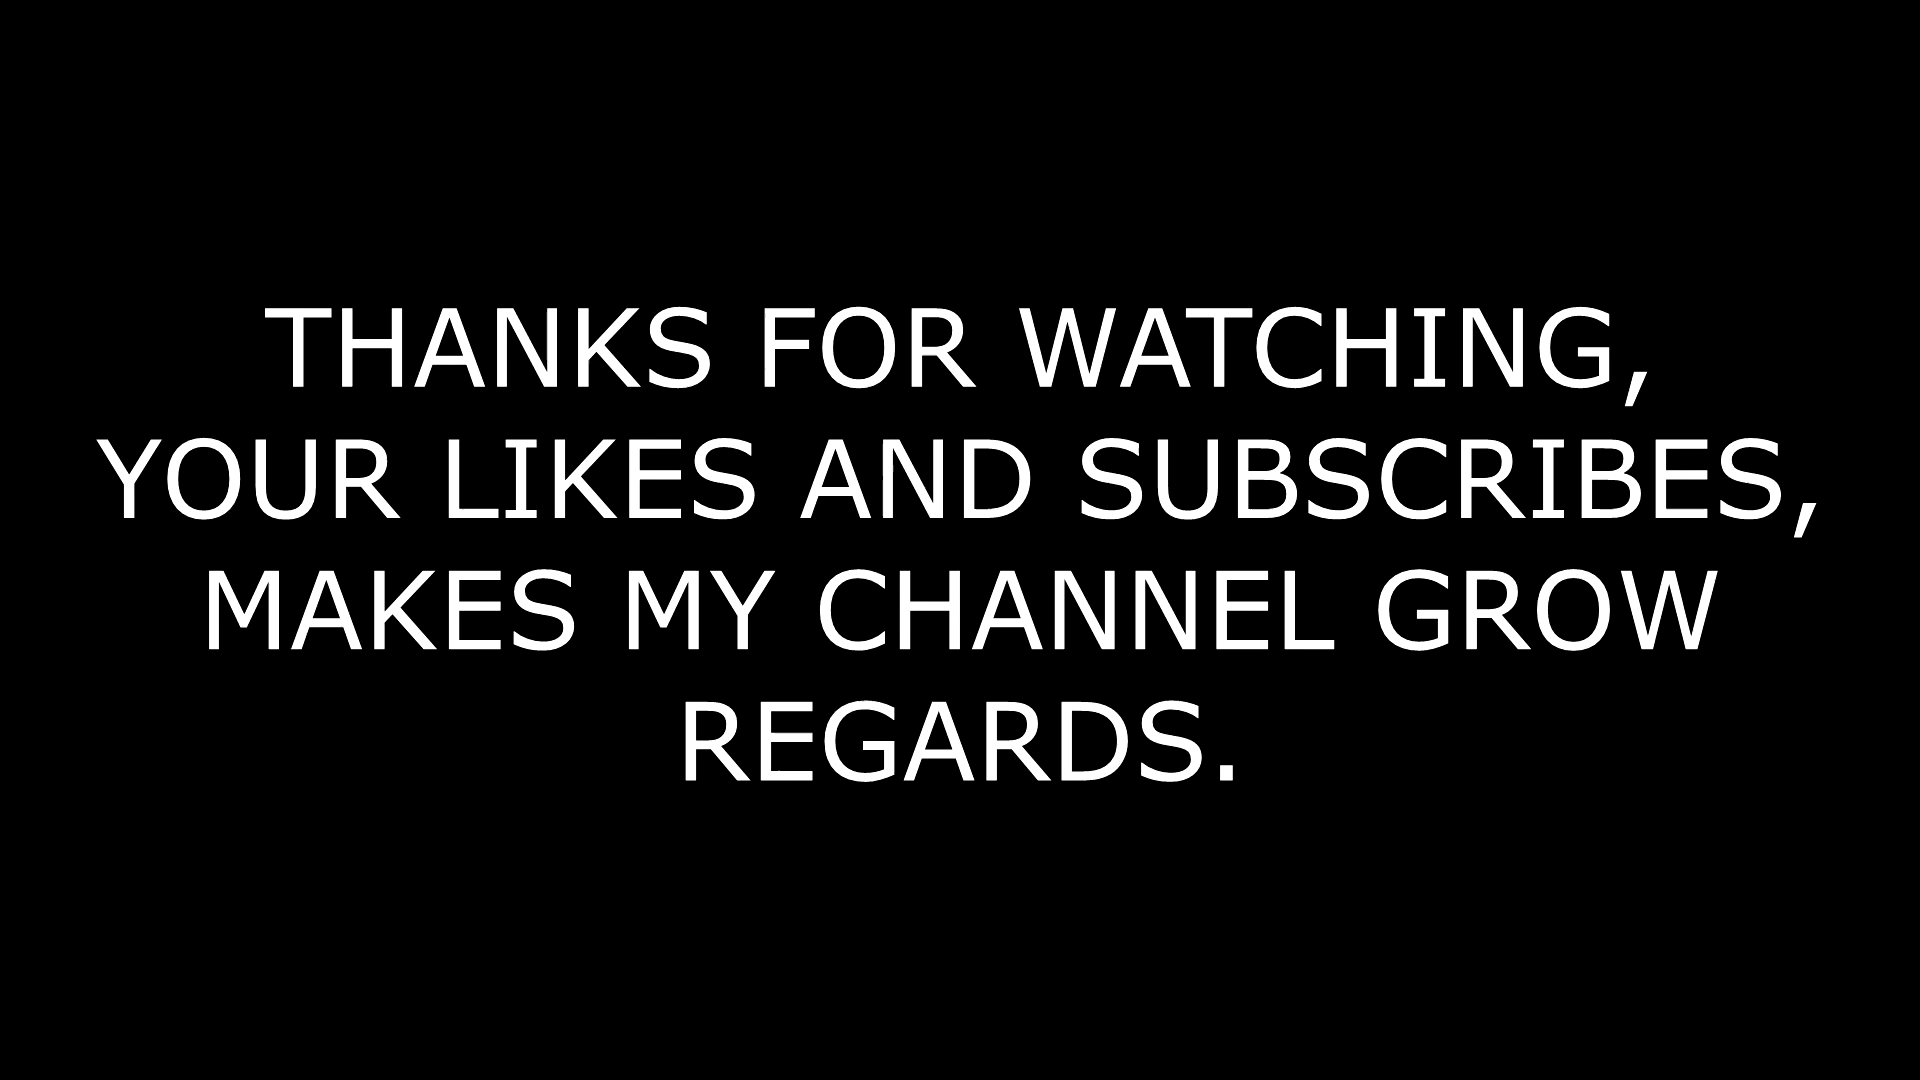 THANKS FOR WATCHING,
YOUR LIKES AND SUBSCRIBES,
MAKES MY CHANNEL GROW
REGARDS.